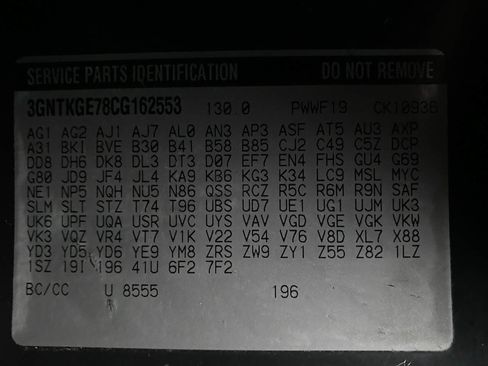 SERVICE PARTS IDENTIFICATION DO NOT REMOVE
3GNTKGE78CG162553 130.0 PWWF19 CK10936
AG1 AG2 AJ1 AJ7 AL0 AN3 AP3 ASF AT5 AU3 AXP
A31 BKI BVE B30 B41 B58 B85 CJ2 C49 C5Z DCP
DD8 DH6 DK8 DL3 DT3 D07 EF7 EN4 FHS GU4 G69
G80 JD9 JF4 JL4 KA9 KB6 KG3 K34 LC9 MSL MYC
NE1 NP5 NQH NU5 N86 QSS RCZ R5C R6M R9N SAF
SLM SLT STZ T74 T96 UBS UD7 UE1 UG1 UJM UK3
UK6 UPF UQA USR UVC UYS VAV VGD VGE VGK VKW
VK3 VQZ VR4 VT7 V1K V22 V54 V76 V8D XL7 X88
YD3 YD5 YD6 YE9 YM8 ZRS ZW9 ZY1 Z55 Z82 1LZ
1SZ 19I 196 41U 6F2 7F2
BC/CC U 8555 196